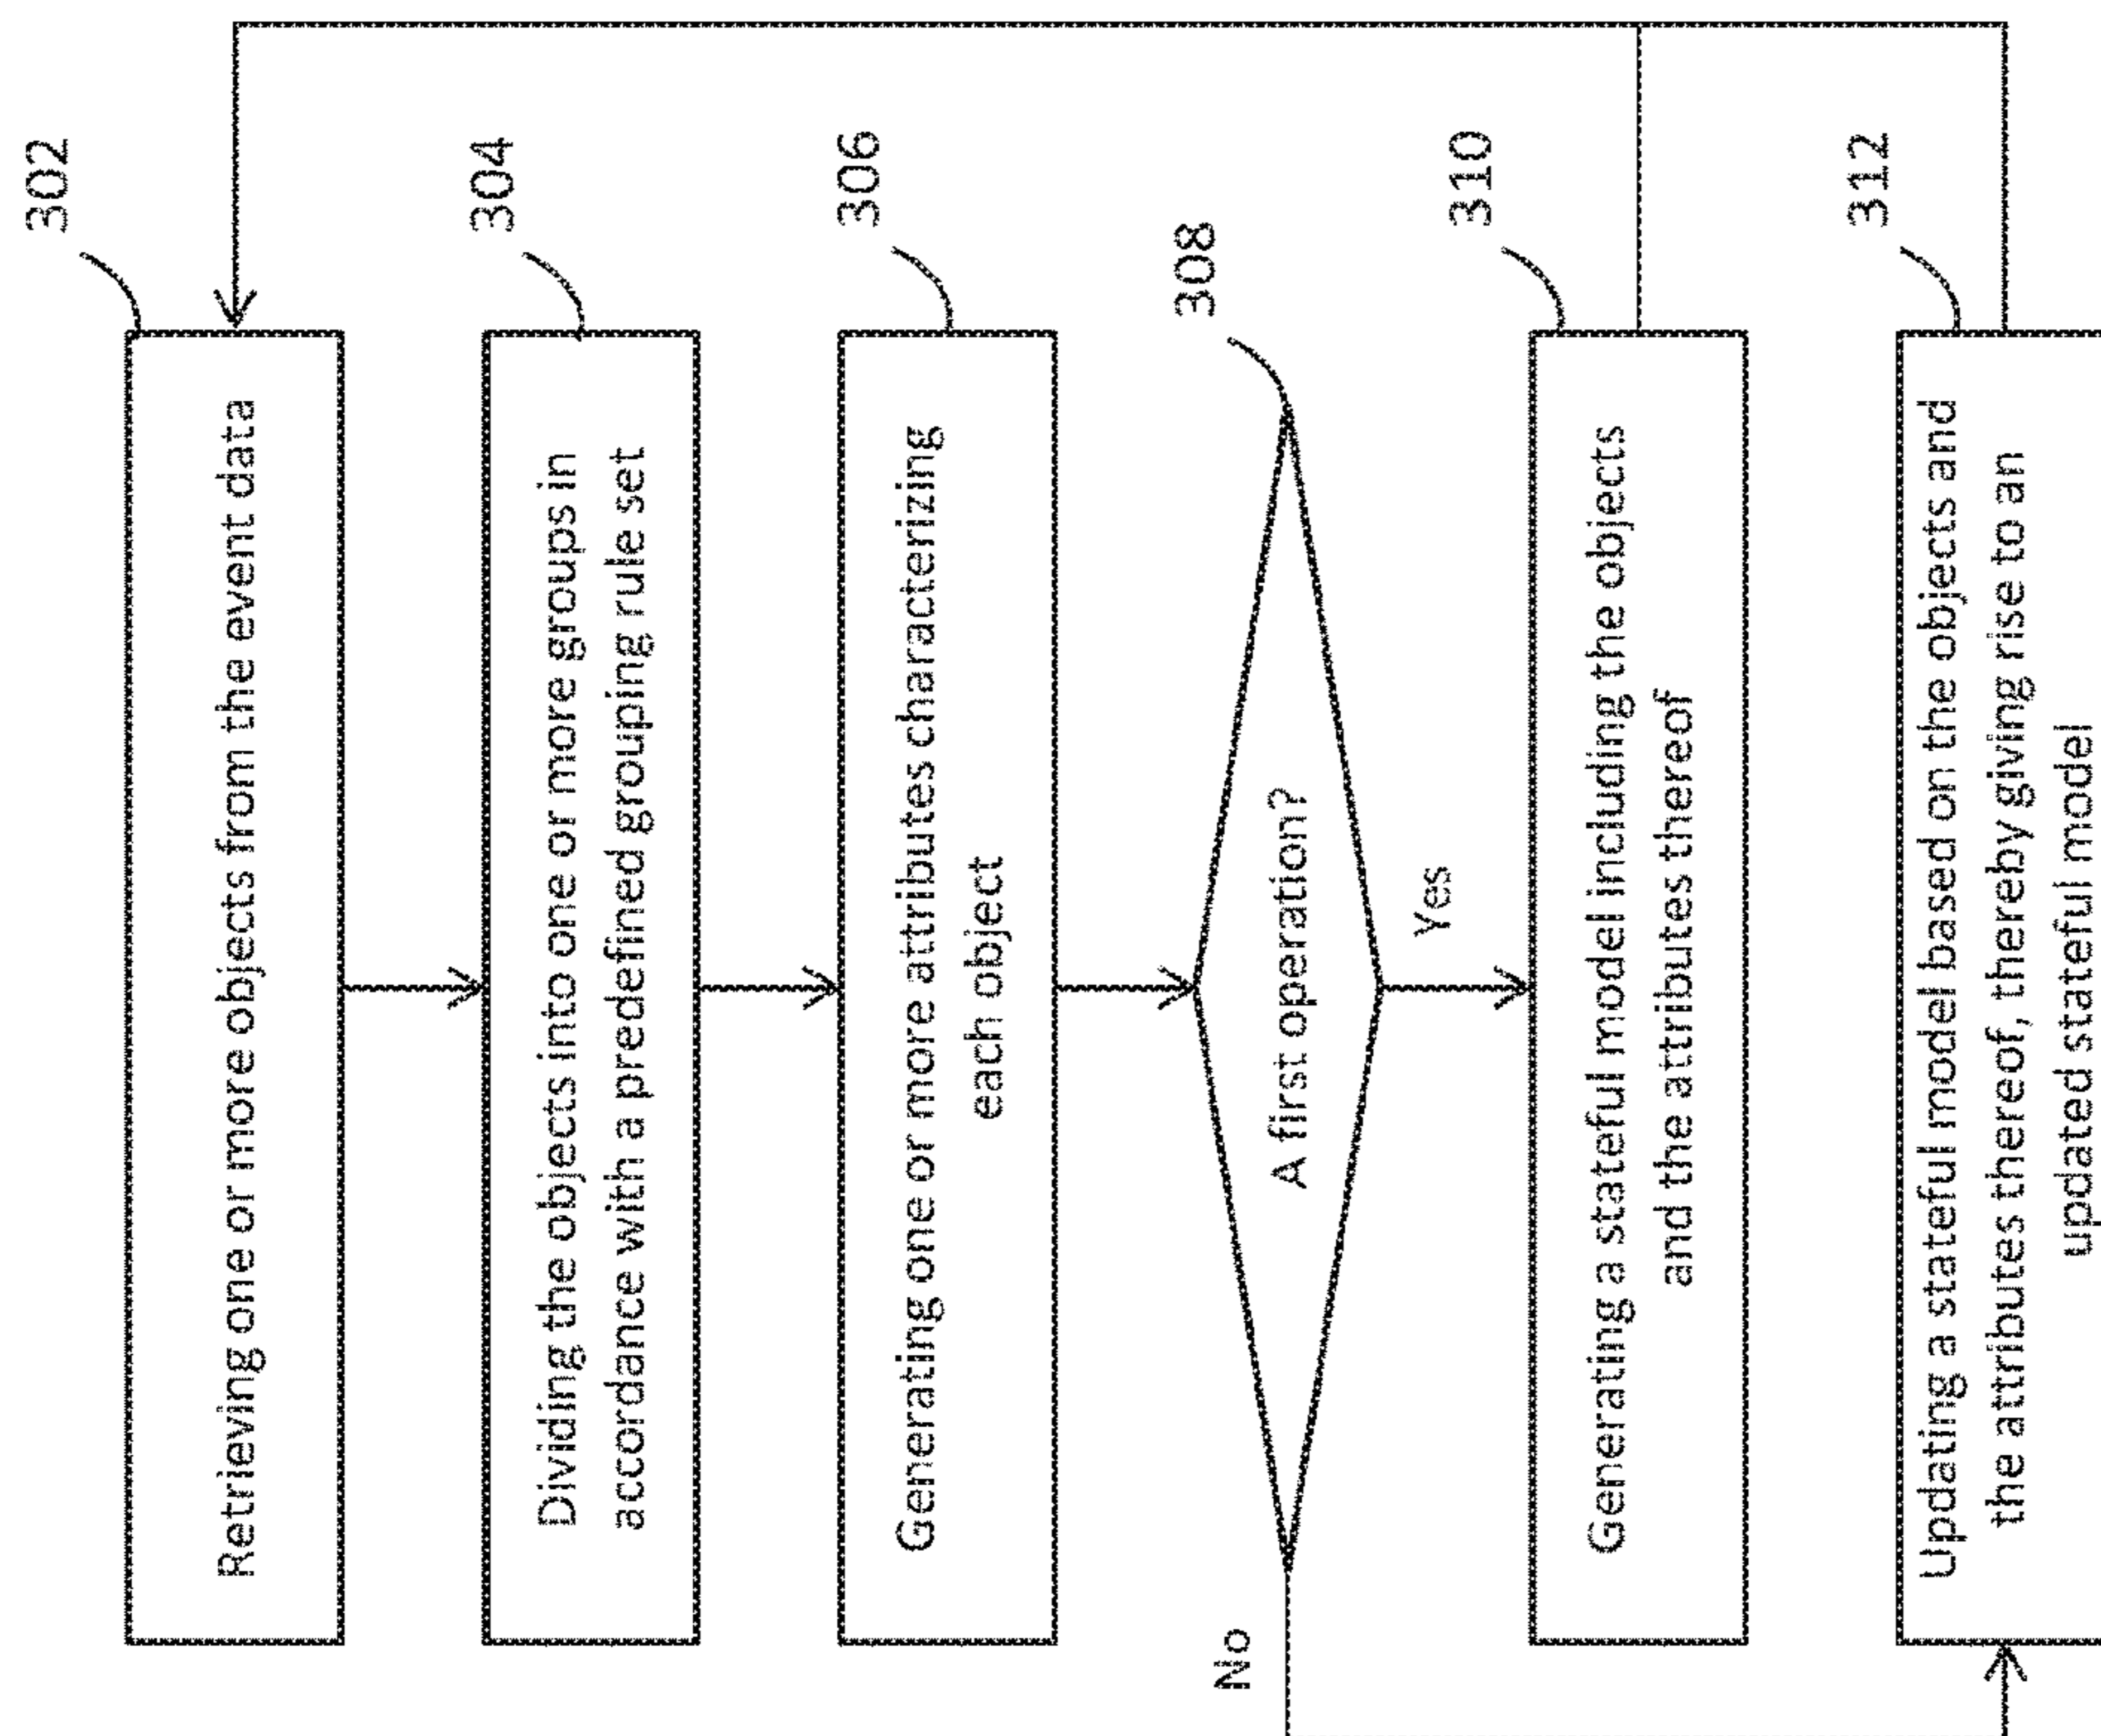 302
Retrieving one or more objects from the event data
304
Dividing the objects into one or more groups in
accordance with a predefined grouping rule set
306
Generating one or more attributes characterizing
each object
308
A first operation?
No
Yes
310
Generating a stateful model including the objects
and the attributes thereof
312
Updating a stateful model based on the objects and
the attributes thereof, thereby giving rise to an
updated stateful model